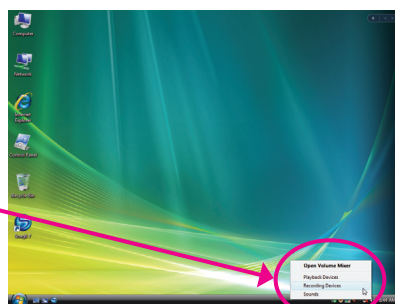 Computer
Network
Internet
Explorer
Control Panel
Recycle Bin
Open Volume Mixer
Playback Devices
Recording Devices
Sounds